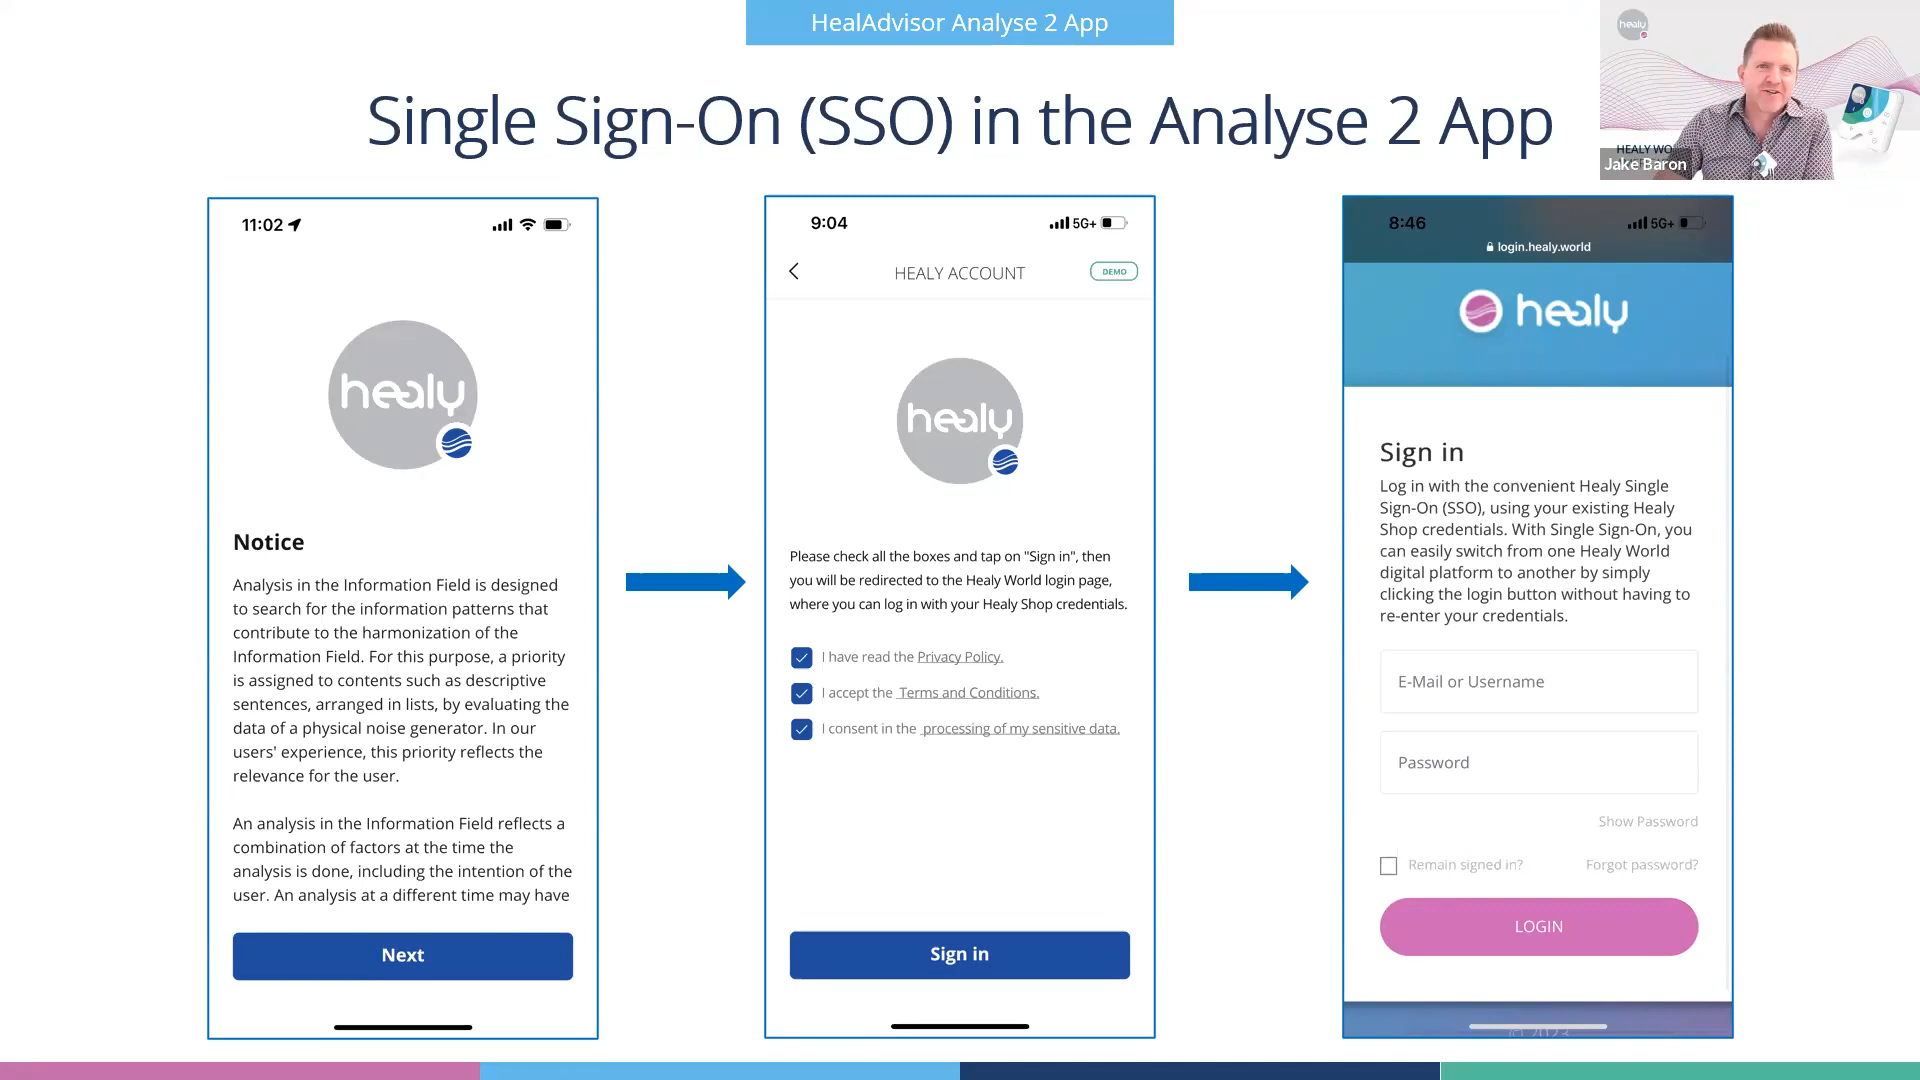 HealAdvisor Analyse 2 App
healy
Single Sign-On (SSO) in the Analyse 2 App
HEALY WO
Jake Baron
11:02
healy
Notice
Analysis in the Information Field is designed
to search for the information patterns that
contribute to the harmonization of the
Information Field. For this purpose, a priority
is assigned to contents such as descriptive
sentences, arranged in lists, by evaluating the
data of a physical noise generator. In our
users' experience, this priority reflects the
relevance for the user.
An analysis in the Information Field reflects a
combination of factors at the time the
analysis is done, including the intention of the
user. An analysis at a different time may have
Next
9:04
5G+
HEALY ACCOUNT
DEMO
healy
Please check all the boxes and tap on "Sign in", then
you will be redirected to the Healy World login page,
where you can log in with your Healy Shop credentials.
I have read the Privacy Policy.
I accept the Terms and Conditions.
I consent in the processing of my sensitive data.
Sign in
8:46
5G+
login.healy.world
healy
Sign in
Log in with the convenient Healy Single
Sign-On (SSO), using your existing Healy
Shop credentials. With Single Sign-On, you
can easily switch from one Healy World
digital platform to another by simply
clicking the login button without having to
re-enter your credentials.
E-Mail or Username
Password
Show Password
Remain signed in?
Forgot password?
LOGIN
© 2023